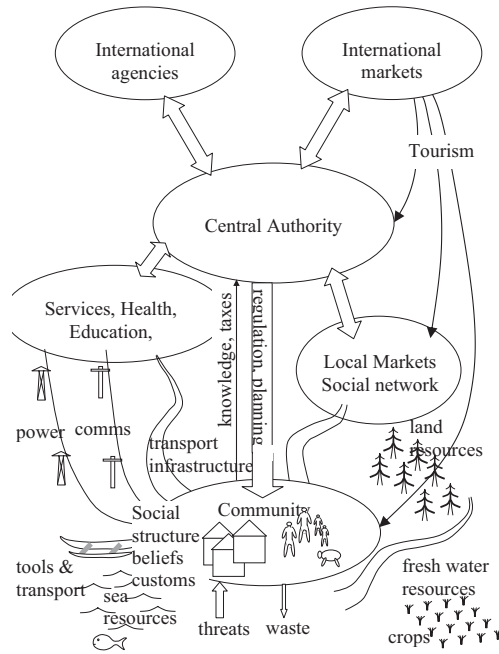 International
agencies
International
markets
Tourism
Central Authority
Services, Health,
Education,
knowledge, taxes
regulation, planning
Local Markets
Social network
power
comms
transport
infrastructure
land
resources
Community
Social
structure
beliefs
customs
tools &
transport
sea
resources
threats
waste
fresh water
resources
crops